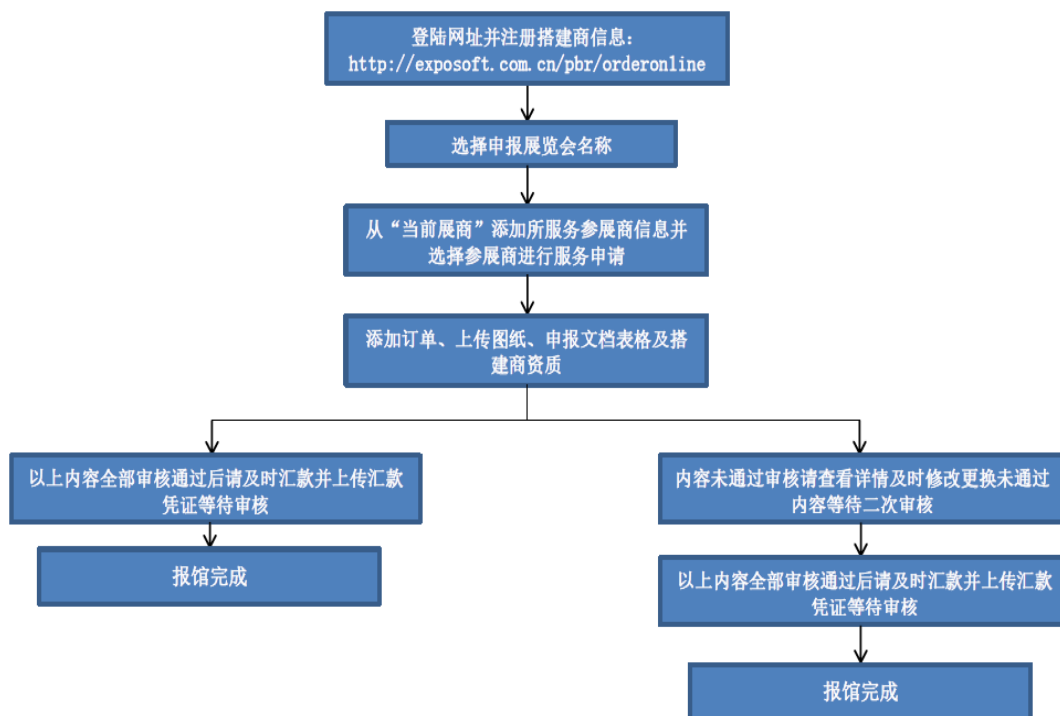 登陆网址并注册搭建商信息：
http://exposoft.com.cn/pbr/orderonline
选择申报展览会名称
从“当前展商”添加所服务参展商信息并
选择参展商进行服务申请
添加订单、上传图纸、申报文档表格及搭
建商资质
以上内容全部审核通过后请及时汇款并上传汇款
凭证等待审核
报馆完成
内容未通过审核请查看详情及时修改更换未通过
内容等待二次审核
以上内容全部审核通过后请及时汇款并上传汇款
凭证等待审核
报馆完成